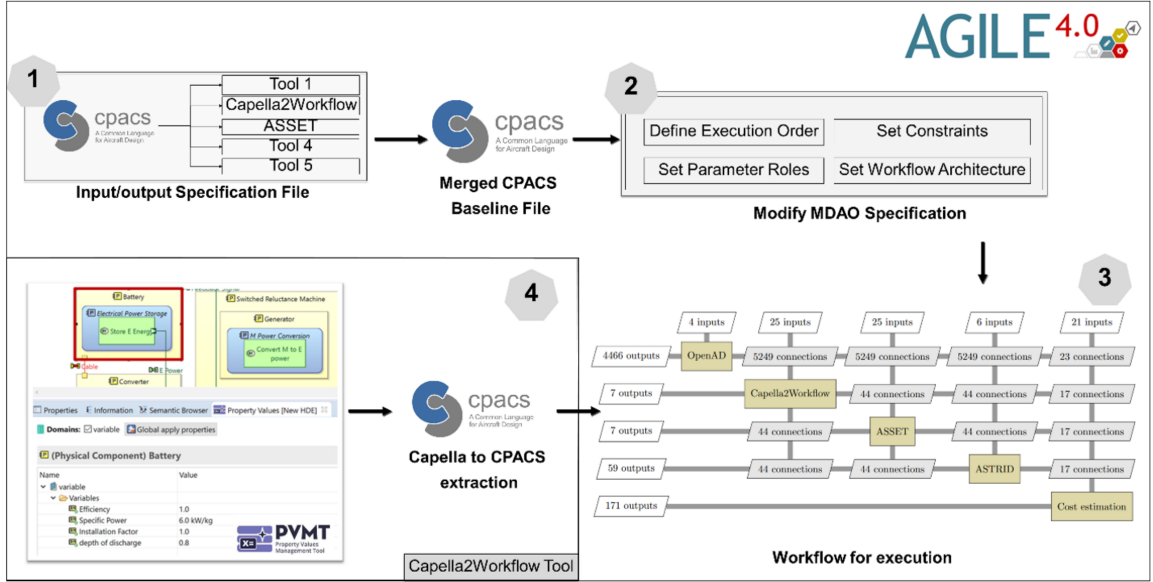 AGILE 4.0
1
cpacs
A Common Language
for Aircraft Design
Tool 1
Capella2Workflow
ASSET
Tool 4
Tool 5
Input/output Specification File
cpacs
A Common Language
for Aircraft Design
Merged CPACS
Baseline File
2
Define Execution Order
Set Constraints
Set Parameter Roles
Set Workflow Architecture
Modify MDAO Specification
3
4 inputs
25 inputs
25 inputs
6 inputs
21 inputs
4466 outputs
OpenAD
5249 connections
5249 connections
5249 connections
23 connections
7 outputs
Capella2Workflow
44 connections
44 connections
17 connections
7 outputs
44 connections
ASSET
44 connections
17 connections
59 outputs
44 connections
44 connections
ASTRID
17 connections
171 outputs
Cost estimation
Workflow for execution
4
Battery
Electrical Power Storage
Store E Energ
Switched Reluctance Machine
Generator
M Power Conversion
Convert M to E
power
Cable
E Power
Converter
Properties
Information
Semantic Browser
Property Values [New HDE]
Domains:
variable
Global apply properties
(Physical Component) Battery
Name
Value
variable
Variables
Efficiency
1.0
Specific Power
6.0 kW/kg
Installation Factor
1.0
depth of discharge
0.8
PVMT
Property Values
Management Tool
cpacs
A Common Language
for Aircraft Design
Capella to CPACS
extraction
Capella2Workflow Tool